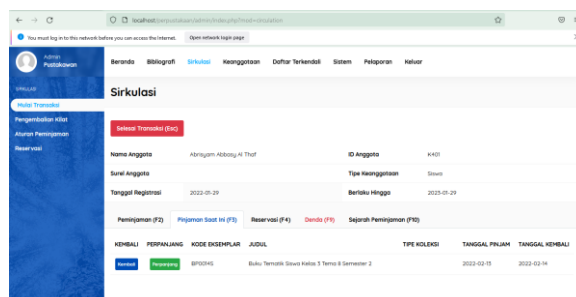 localhost/perpustakaan/admin/index.php?mod=circulation
You must log in to this network before you can access the Internet. Open network login page
Admin
Pustakawan
Beranda Bibliografi Sirkulasi Keanggotaan Daftar Terkendali Sistem Pelaporan Keluar
SIRKULASI
Mulai Transaksi
Pengembalian Kilat
Aturan Peminjaman
Reservasi
Sirkulasi
Selesai Transaksi (Esc)
Nama Anggota Abrisyam Abbasy Al Thaf ID Anggota K401
Surel Anggota Tipe Keanggotaan Siswa
Tanggal Registrasi 2022-01-29 Berlaku Hingga 2023-01-29
Peminjaman (F2) Pinjaman Saat Ini (F3) Reservasi (F4) Denda (F9) Sejarah Peminjaman (F10)
KEMBALI PERPANJANG KODE EKSEMPLAR JUDUL TIPE KOLEKSI TANGGAL PINJAM TANGGAL KEMBALI
Kembali Perpanjang BP001HS Buku Tematik Siswa Kelas 3 Tema 8 Semester 2 2022-02-13 2022-02-14